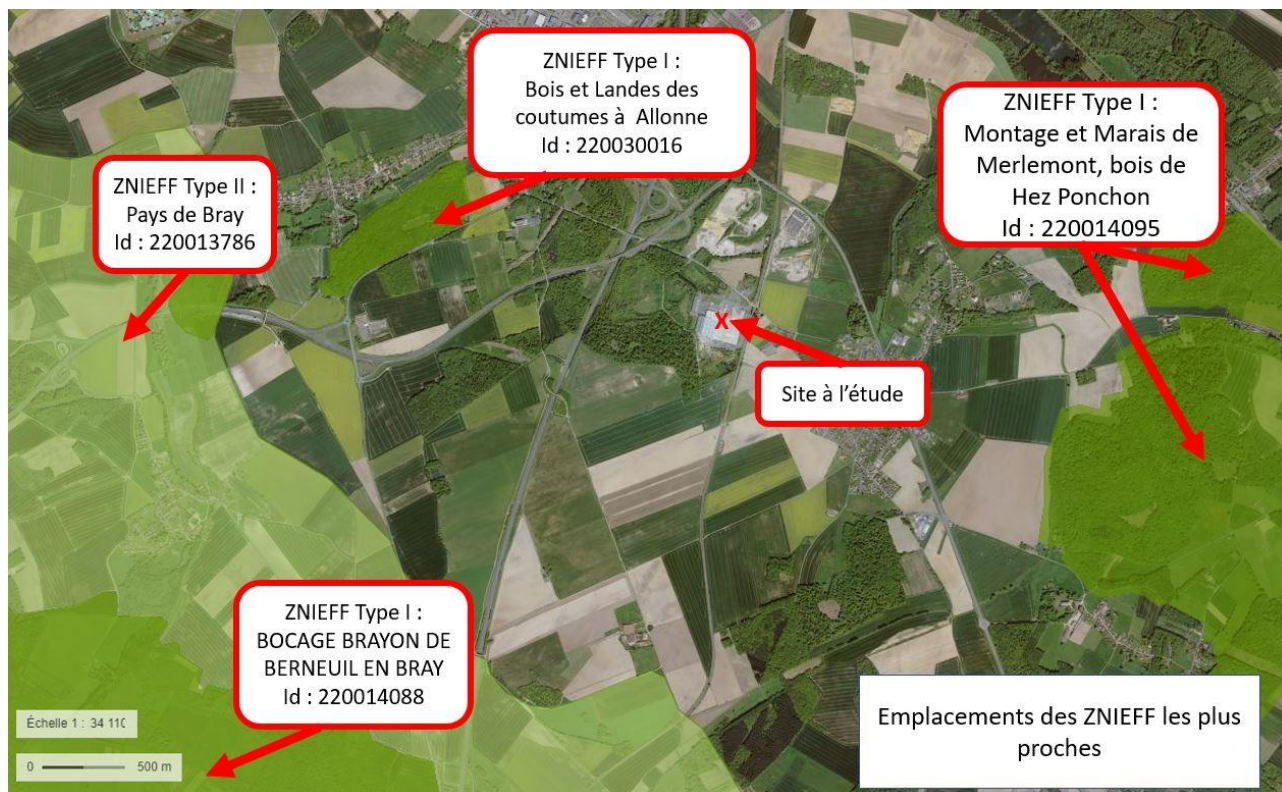 ZNIEFF Type I :
Bois et Landes des
coutumes à Allonne
Id : 220030016
ZNIEFF Type I :
Montage et Marais de
Merlemont, bois de
Hez Ponchon
Id : 220014095
ZNIEFF Type II :
Pays de Bray
Id : 220013786
X
Site à l'étude
ZNIEFF Type I :
BOCAGE BRAYON DE
BERNEUIL EN BRAY
Id : 220014088
Emplacements des ZNIEFF les plus
proches
Échelle 1 : 34 110
0 500 m